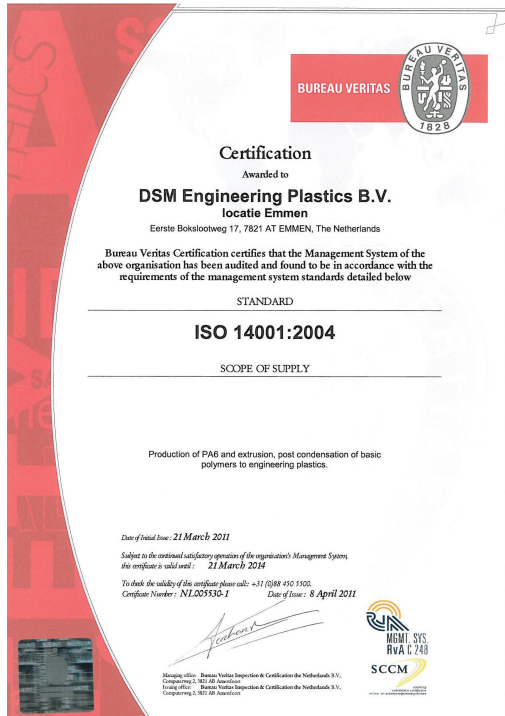 BUREAU VERITAS
BUREAU VERITAS
1828
Certification
Awarded to
DSM Engineering Plastics B.V.
locatie Emmen
Eerste Bokslootweg 17, 7821 AT EMMEN, The Netherlands
Bureau Veritas Certification certifies that the Management System of the
above organisation has been audited and found to be in accordance with the
requirements of the management system standards detailed below
STANDARD
ISO 14001:2004
SCOPE OF SUPPLY
Production of PA6 and extrusion, post condensation of basic
polymers to engineering plastics.
Date of Initial Issue : 21 March 2011
Subject to the continued satisfactory operation of the organisation's Management System,
this certificate is valid until : 21 March 2014
To check the validity of this certificate please call: +31 (0)88 450 5500.
Certificate Number : NL005530-1 Date of Issue : 8 April 2011
MGMT. SYS.
RvA C 248
SCCM
Managing office: Bureau Veritas Inspection & Certification the Netherlands B.V.,
Computerweg 2, 3821 AB Amersfoort
Issuing office: Bureau Veritas Inspection & Certification the Netherlands B.V.,
Computerweg 2, 3821 AB Amersfoort